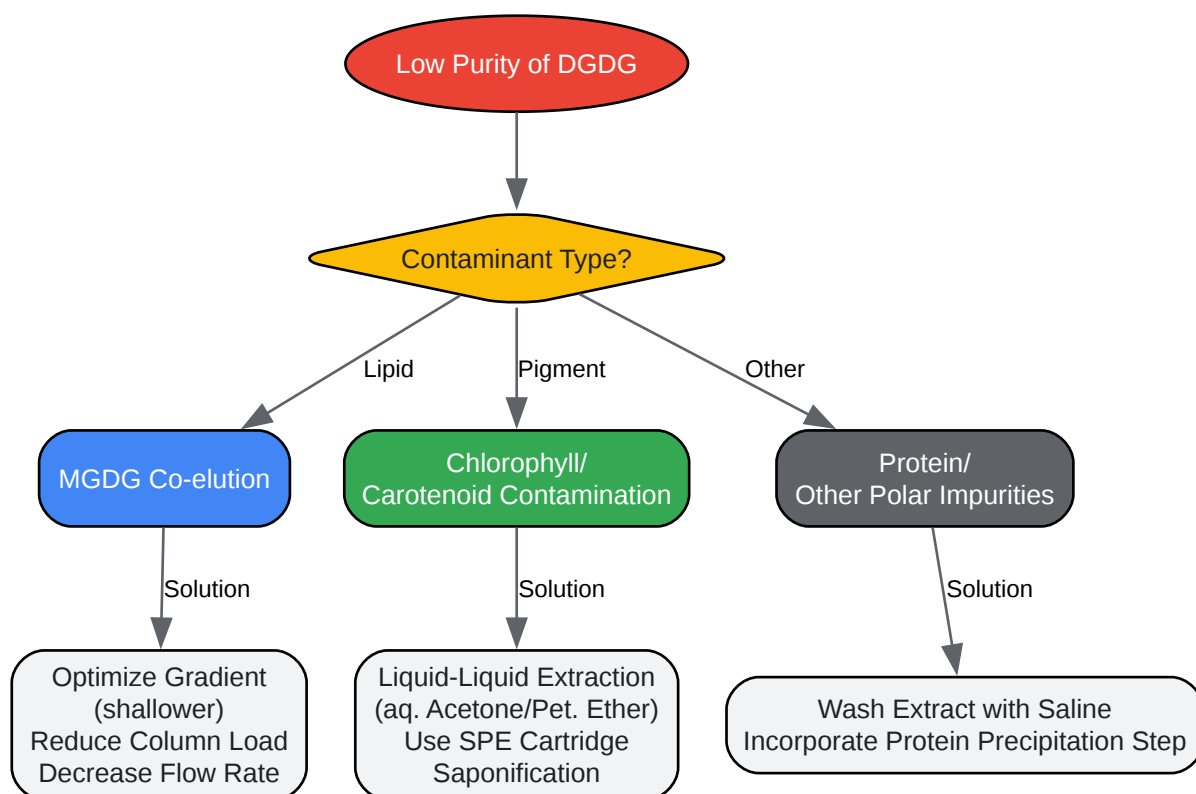 Low Purity of DGDG
Contaminant Type?
Lipid
Pigment
Other
MGDG Co-elution
Chlorophyll/
Carotenoid Contamination
Protein/
Other Polar Impurities
Solution
Solution
Solution
Optimize Gradient
(shallower)
Reduce Column Load
Decrease Flow Rate
Liquid-Liquid Extraction
(aq. Acetone/Pet. Ether)
Use SPE Cartridge
Saponification
Wash Extract with Saline
Incorporate Protein Precipitation Step